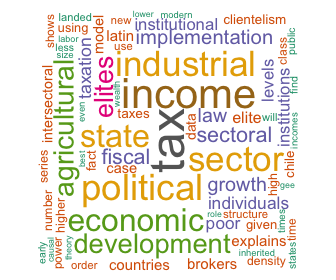 shows
landed
using
labor
less
size
new
lower
modern
model
latin
use
institutional
clientelism
implementation
taxation
elites
industrial
levels
class
public
find
intersectoral
agricultural
even
wealth
taxes
income
institutions
law
elite
will
poor
incomes
state
tax
data
sectoral
best
fiscal
fact
case
sector
chile
political
high
gee
growth
individuals
series
number
higher
causal
power
early
theory
economic
poor
role
structure
given
times
states
time
development
explains
inherited
density
order
countries
brokers